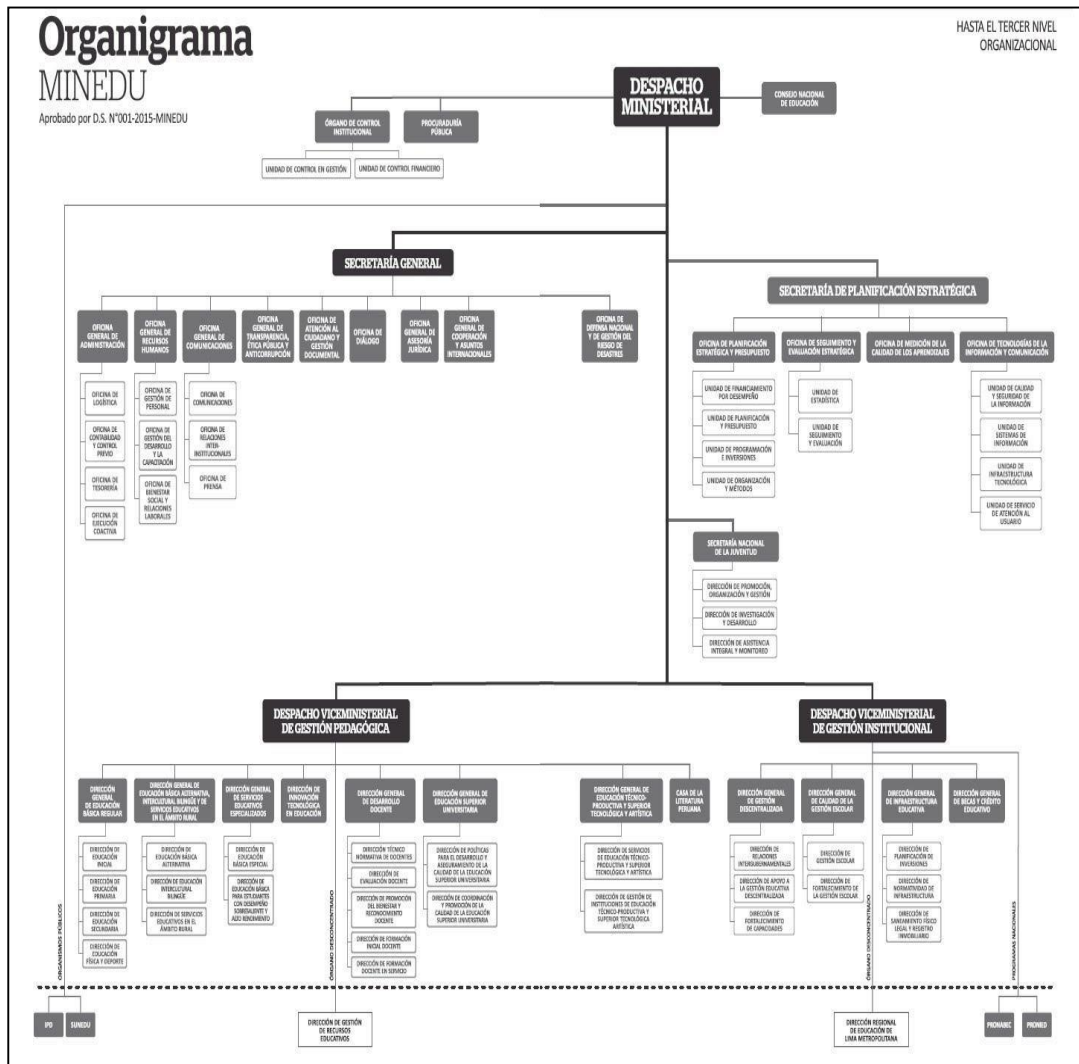 Organigrama
MINEDU
Aprobado por D.S. N°001-2015-MINEDU
HASTA EL TERCER NIVEL
ORGANIZACIONAL
DESPACHO
MINISTERIAL
CONSEJO NACIONAL
DE EDUCACIÓN
ÓRGANO DE CONTROL
INSTITUCIONAL
PROCURADURÍA
PÚBLICA
UNIDAD DE CONTROL EN GESTIÓN
UNIDAD DE CONTROL FINANCIERO
SECRETARÍA GENERAL
SECRETARÍA DE PLANIFICACIÓN ESTRATÉGICA
OFICINA
GENERAL DE
ADMINISTRACIÓN
OFICINA
GENERAL DE
RECURSOS
HUMANOS
OFICINA
GENERAL DE
COMUNICACIONES
OFICINA
GENERAL DE
TRANSPARENCIA,
ÉTICA PÚBLICA Y
ANTICORRUPCIÓN
OFICINA DE
ATENCIÓN AL
CIUDADANO Y
GESTIÓN
DOCUMENTAL
OFICINA DE
DIÁLOGO
OFICINA
GENERAL DE
ASESORÍA
JURÍDICA
OFICINA
GENERAL DE
COOPERACIÓN
Y ASUNTOS
INTERNACIONALES
OFICINA DE
DEFENSA NACIONAL
Y DE GESTIÓN DEL
RIESGO DE
DESASTRES
OFICINA DE
LOGÍSTICA
OFICINA DE
CONTABILIDAD
Y CONTROL
PREVIO
OFICINA DE
TESORERÍA
OFICINA DE
EJECUCIÓN
COACTIVA
OFICINA DE
GESTIÓN DE
PERSONAL
OFICINA DE
GESTIÓN DEL
DESARROLLO
Y LA
CAPACITACIÓN
OFICINA DE
BIENESTAR
SOCIAL Y
RELACIONES
LABORALES
OFICINA DE
COMUNICACIONES
OFICINA DE
RELACIONES
INTER-
INSTITUCIONALES
OFICINA DE
PRENSA
OFICINA DE PLANIFICACIÓN
ESTRATÉGICA Y PRESUPUESTO
OFICINA DE SEGUIMIENTO Y
EVALUACIÓN ESTRATÉGICA
OFICINA DE MEDICIÓN DE LA
CALIDAD DE LOS APRENDIZAJES
OFICINA DE TECNOLOGÍAS DE LA
INFORMACIÓN Y COMUNICACIÓN
UNIDAD DE FINANCIAMIENTO
POR DESEMPEÑO
UNIDAD DE PLANIFICACIÓN
Y PRESUPUESTO
UNIDAD DE PROGRAMACIÓN
E INVERSIONES
UNIDAD DE ORGANIZACIÓN
Y MÉTODOS
UNIDAD DE
ESTADÍSTICA
UNIDAD DE
SEGUIMIENTO
Y EVALUACIÓN
UNIDAD DE CALIDAD
Y SEGURIDAD DE
LA INFORMACIÓN
UNIDAD DE
SISTEMAS DE
INFORMACIÓN
UNIDAD DE
INFRAESTRUCTURA
TECNOLÓGICA
UNIDAD DE SERVICIO
DE ATENCIÓN AL
USUARIO
SECRETARÍA NACIONAL
DE LA JUVENTUD
DIRECCIÓN DE PROMOCIÓN,
ORGANIZACIÓN Y GESTIÓN
DIRECCIÓN DE INVESTIGACIÓN
Y DESARROLLO
DIRECCIÓN DE ASISTENCIA
INTEGRAL Y MONITOREO
DESPACHO VICEMINISTERIAL
DE GESTIÓN PEDAGÓGICA
DESPACHO VICEMINISTERIAL
DE GESTIÓN INSTITUCIONAL
DIRECCIÓN
GENERAL
DE EDUCACIÓN
BÁSICA REGULAR
DIRECCIÓN GENERAL DE
EDUCACIÓN BÁSICA ALTERNATIVA,
INTERCULTURAL BILINGÜE Y DE
SERVICIOS EDUCATIVOS
EN EL ÁMBITO RURAL
DIRECCIÓN
GENERAL DE SERVICIOS
EDUCATIVOS
ESPECIALIZADOS
DIRECCIÓN DE
INNOVACIÓN
TECNOLÓGICA
EN EDUCACIÓN
DIRECCIÓN GENERAL
DE DESARROLLO
DOCENTE
DIRECCIÓN GENERAL DE
EDUCACIÓN SUPERIOR
UNIVERSITARIA
DIRECCIÓN GENERAL DE
EDUCACIÓN TÉCNICO-
PRODUCTIVA Y SUPERIOR
TECNOLÓGICA Y ARTÍSTICA
CASA DE LA
LITERATURA
PERUANA
DIRECCIÓN GENERAL
DE GESTIÓN
DESCENTRALIZADA
DIRECCIÓN GENERAL
DE CALIDAD DE LA
GESTIÓN ESCOLAR
DIRECCIÓN GENERAL
DE INFRAESTRUCTURA
EDUCATIVA
DIRECCIÓN GENERAL
DE BECAS Y CRÉDITO
EDUCATIVO
DIRECCIÓN DE
EDUCACIÓN
INICIAL
DIRECCIÓN DE
EDUCACIÓN
PRIMARIA
DIRECCIÓN DE
EDUCACIÓN
SECUNDARIA
DIRECCIÓN DE
EDUCACIÓN
FÍSICA Y DEPORTE
DIRECCIÓN DE
EDUCACIÓN BÁSICA
ALTERNATIVA
DIRECCIÓN DE EDUCACIÓN
INTERCULTURAL
BILINGÜE
DIRECCIÓN DE SERVICIOS
EDUCATIVOS EN EL
ÁMBITO RURAL
DIRECCIÓN DE
EDUCACIÓN
BÁSICA ESPECIAL
DIRECCIÓN DE
EDUCACIÓN BÁSICA
PARA ESTUDIANTES
CON DESEMPEÑO
SOBRESALIENTE Y
ALTO RENDIMIENTO
DIRECCIÓN TÉCNICO
NORMATIVA DE DOCENTES
DIRECCIÓN DE
EVALUACIÓN DOCENTE
DIRECCIÓN DE PROMOCIÓN
DEL BIENESTAR Y
RECONOCIMIENTO
DOCENTE
DIRECCIÓN DE FORMACIÓN
INICIAL DOCENTE
DIRECCIÓN DE FORMACIÓN
DOCENTE EN SERVICIO
DIRECCIÓN DE POLÍTICAS
PARA EL DESARROLLO Y
ASEGURAMIENTO DE LA
CALIDAD DE LA EDUCACIÓN
SUPERIOR UNIVERSITARIA
DIRECCIÓN DE COORDINACIÓN
Y PROMOCIÓN DE LA
CALIDAD DE LA EDUCACIÓN
SUPERIOR UNIVERSITARIA
DIRECCIÓN DE SERVICIOS
DE EDUCACIÓN TÉCNICO-
PRODUCTIVA Y SUPERIOR
TECNOLÓGICA Y ARTÍSTICA
DIRECCIÓN DE GESTIÓN DE
INSTITUCIONES DE EDUCACIÓN
TÉCNICO-PRODUCTIVA Y
SUPERIOR TECNOLÓGICA
ARTÍSTICA
DIRECCIÓN DE
RELACIONES
INTERGUBERNAMENTALES
DIRECCIÓN DE APOYO A
LA GESTIÓN EDUCATIVA
DESCENTRALIZADA
DIRECCIÓN DE
FORTALECIMIENTO
DE CAPACIDADES
DIRECCIÓN DE
GESTIÓN ESCOLAR
DIRECCIÓN DE
FORTALECIMIENTO DE
LA GESTIÓN ESCOLAR
DIRECCIÓN DE
PLANIFICACIÓN DE
INVERSIONES
DIRECCIÓN DE
NORMATIVIDAD DE
INFRAESTRUCTURA
DIRECCIÓN DE
SANEAMIENTO FÍSICO
LEGAL Y REGISTRO
INMOBILIARIO
ORGANISMOS PÚBLICOS
ÓRGANO DESCONCENTRADO
ÓRGANO DESCONCENTRADO
PROGRAMAS NACIONALES
IPD
SUNEDU
DIRECCIÓN DE GESTIÓN
DE RECURSOS
EDUCATIVOS
DIRECCIÓN REGIONAL
DE EDUCACIÓN DE
LIMA METROPOLITANA
PRONABEC
PRONIED